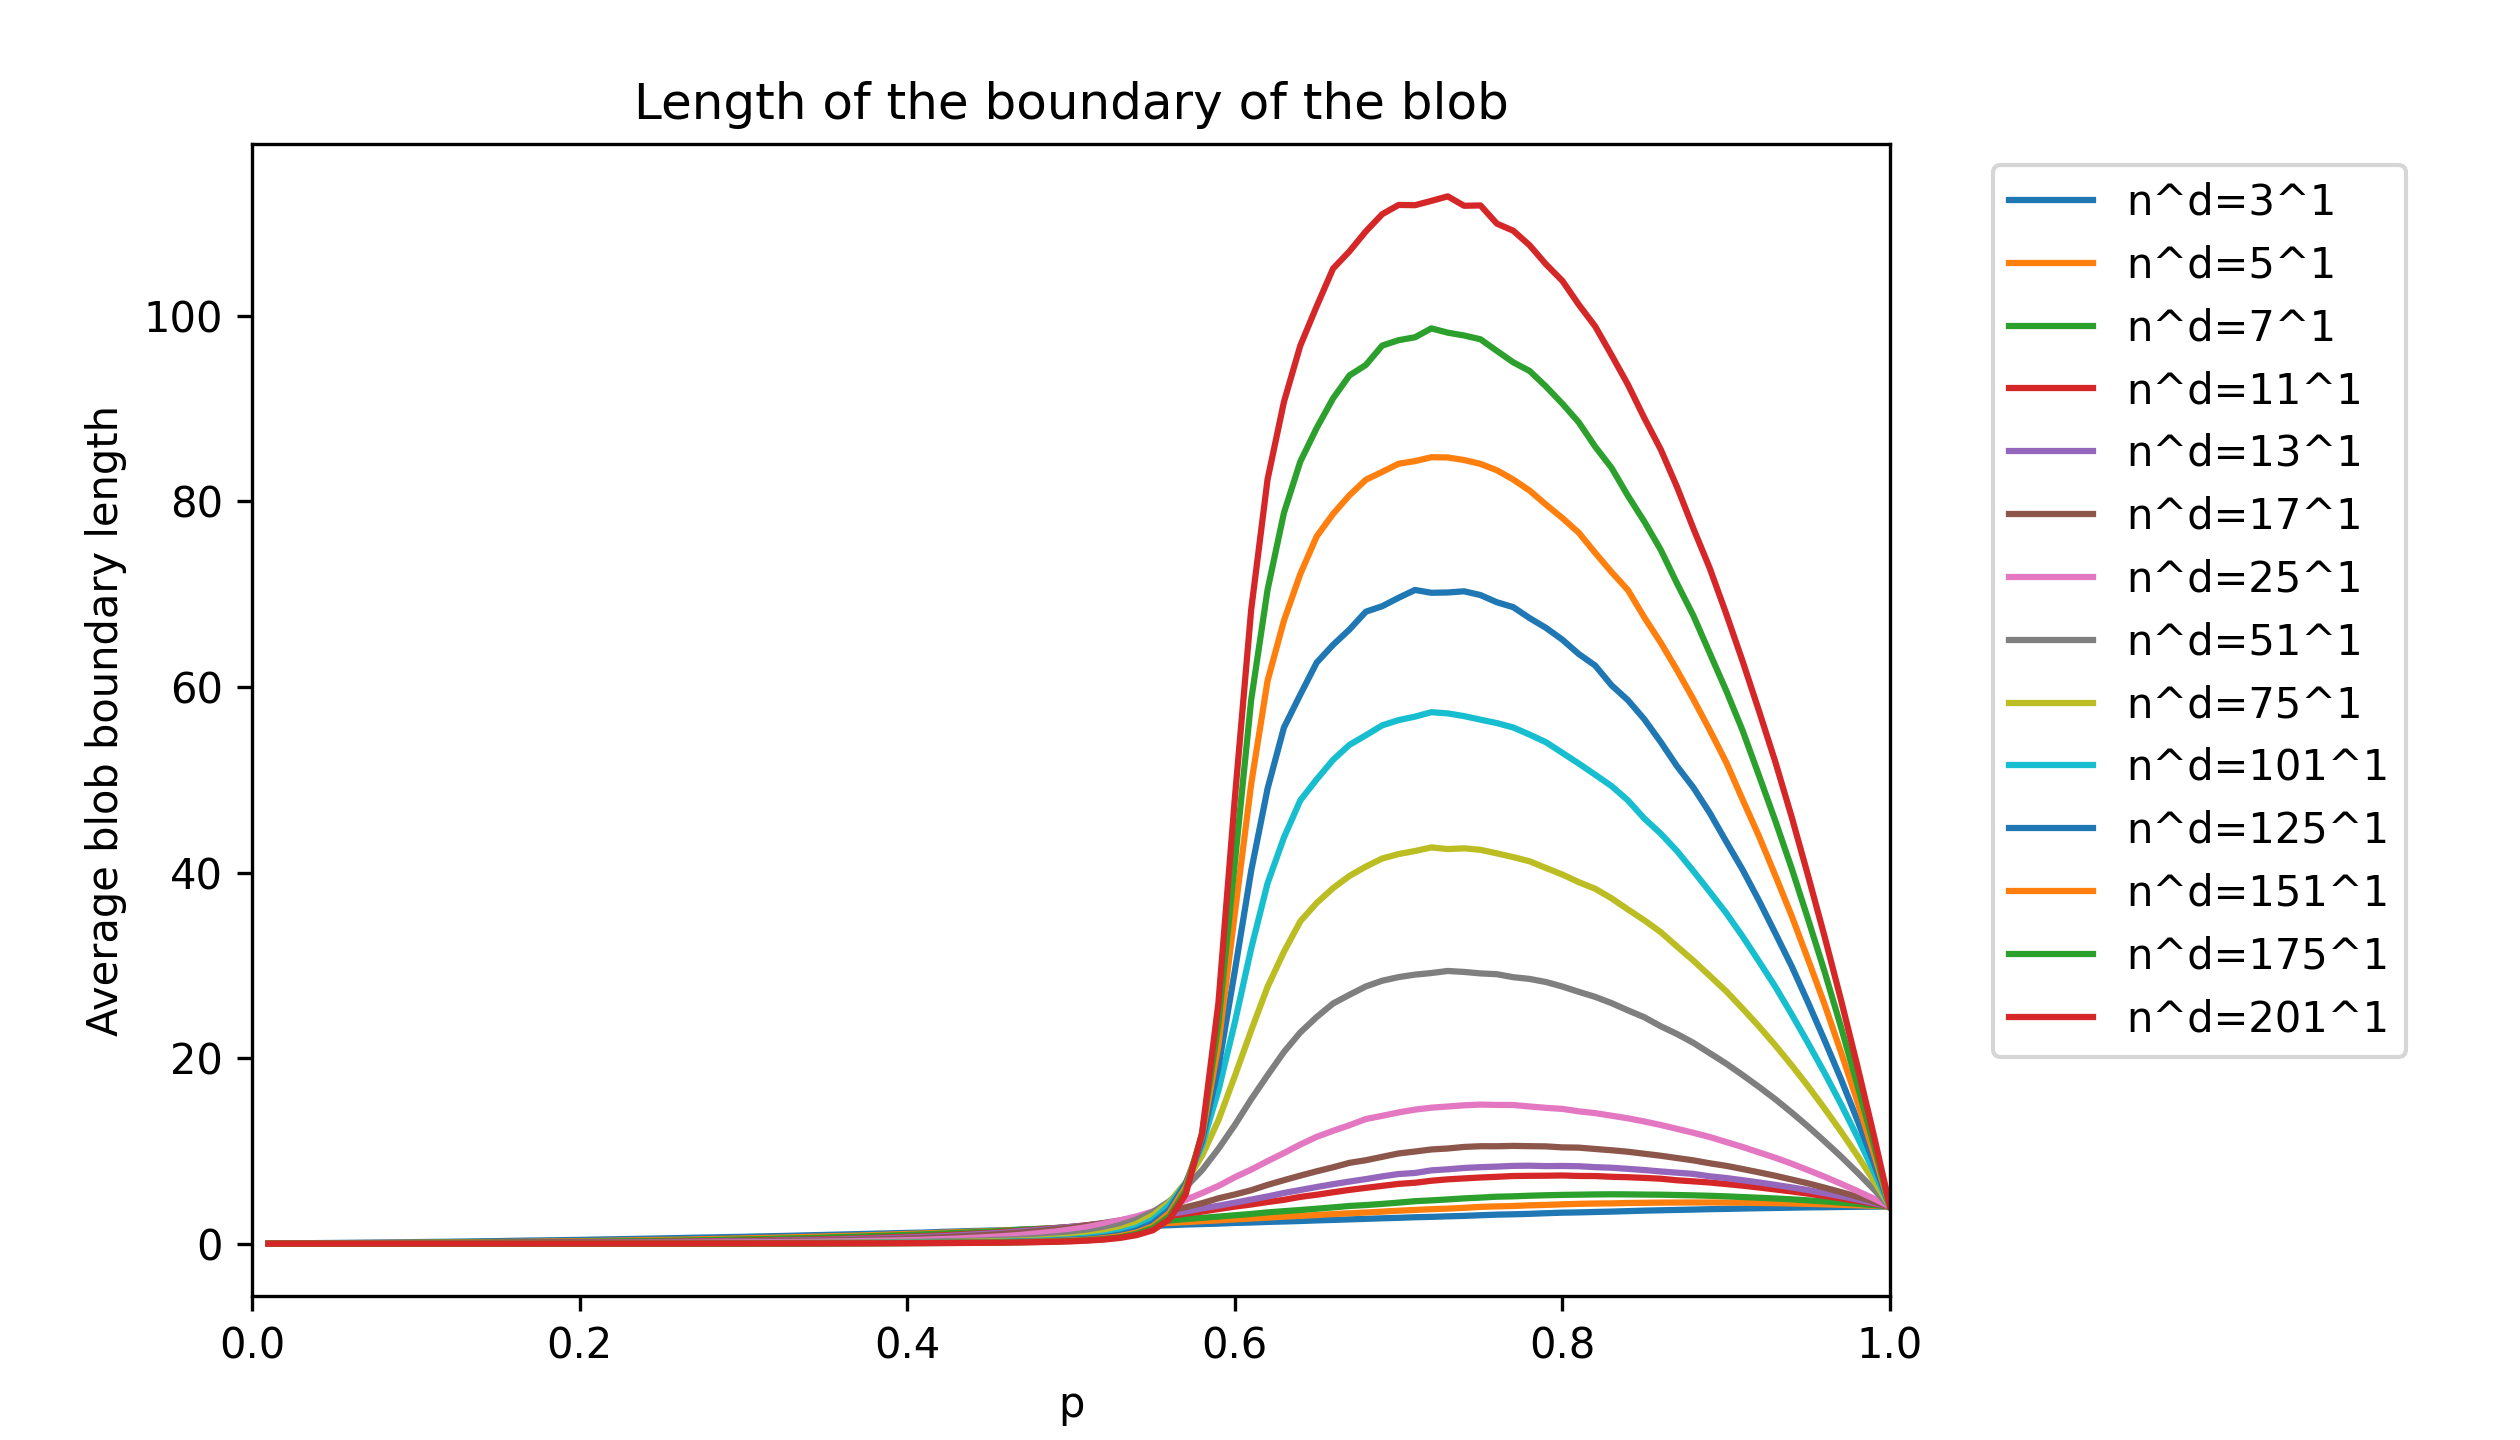 Length of the boundary of the blob
Average blob boundary length
100
80
60
40
20
0
0.0 0.2 0.4 0.6 0.8 1.0
p
n^d=3^1
n^d=5^1
n^d=7^1
n^d=11^1
n^d=13^1
n^d=17^1
n^d=25^1
n^d=51^1
n^d=75^1
n^d=101^1
n^d=125^1
n^d=151^1
n^d=175^1
n^d=201^1